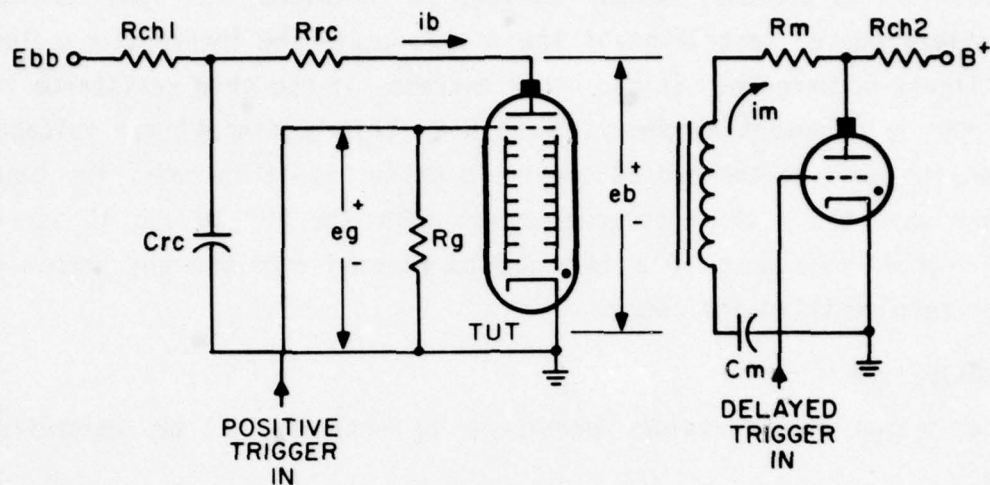 Rch1
Rrc
ib
Rm
Rch2
Ebb
B+
im
+
eg
-
Rg
+
eb
-
Crc
TUT
Cm
POSITIVE
TRIGGER
IN
DELAYED
TRIGGER
IN